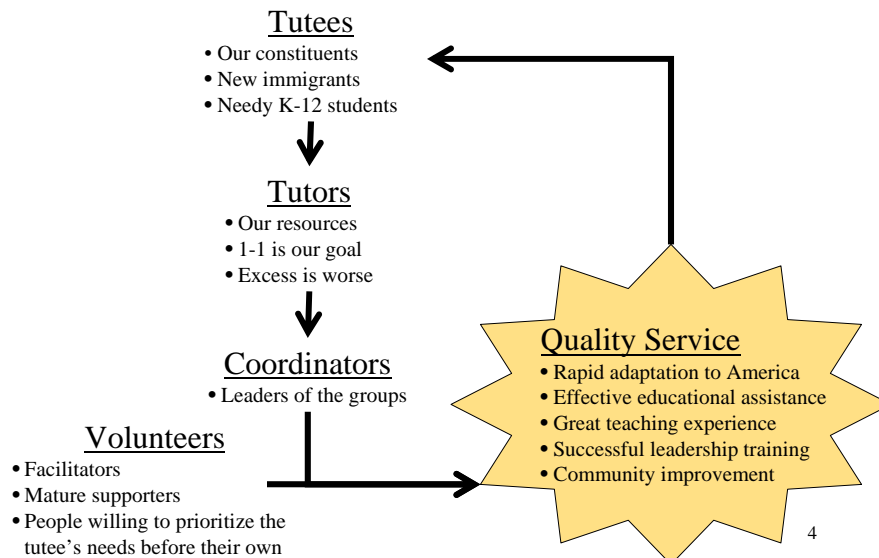 Tutees
• Our constituents
• New immigrants
• Needy K-12 students
Tutors
• Our resources
• 1-1 is our goal
• Excess is worse
Coordinators
• Leaders of the groups
Volunteers
• Facilitators
• Mature supporters
• People willing to prioritize the
tutee's needs before their own
Quality Service
• Rapid adaptation to America
• Effective educational assistance
• Great teaching experience
• Successful leadership training
• Community improvement
4